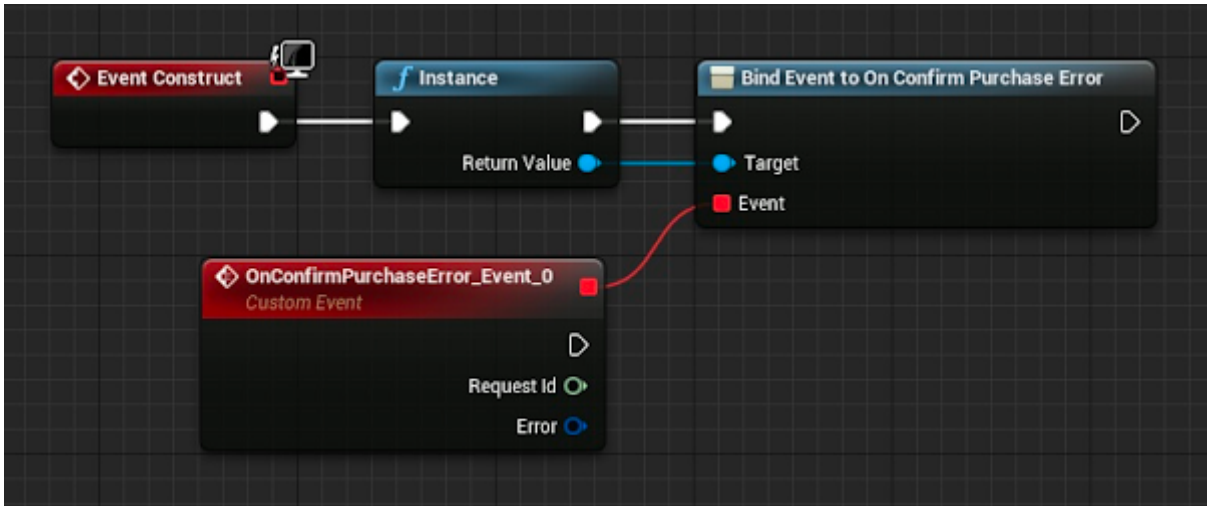 Event Construct
f Instance
Bind Event to On Confirm Purchase Error
Return Value
Target
Event
OnConfirmPurchaseError_Event_0
Custom Event
Request Id
Error